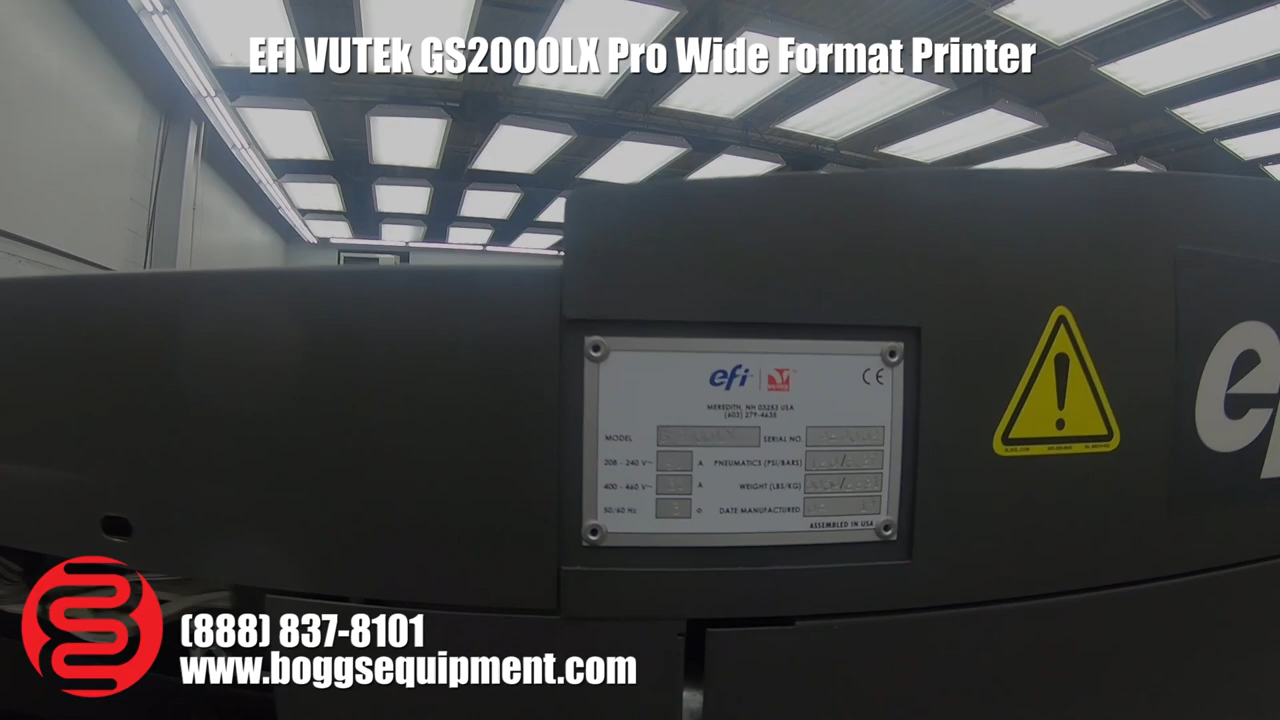 EFI VUTEk GS2000LX Pro Wide Format Printer
efi VUTEk
CE
MEREDITH, NH 03253 USA
(603) 279-4635
MODEL
SERIAL NO.
208 - 240 V~ A PNEUMATICS (PSI/BARS)
400 - 460 V~ A WEIGHT (LBS/KG)
50/60 Hz Φ DATE MANUFACTURED
ASSEMBLED IN USA
(888) 837-8101
www.boggsequipment.com